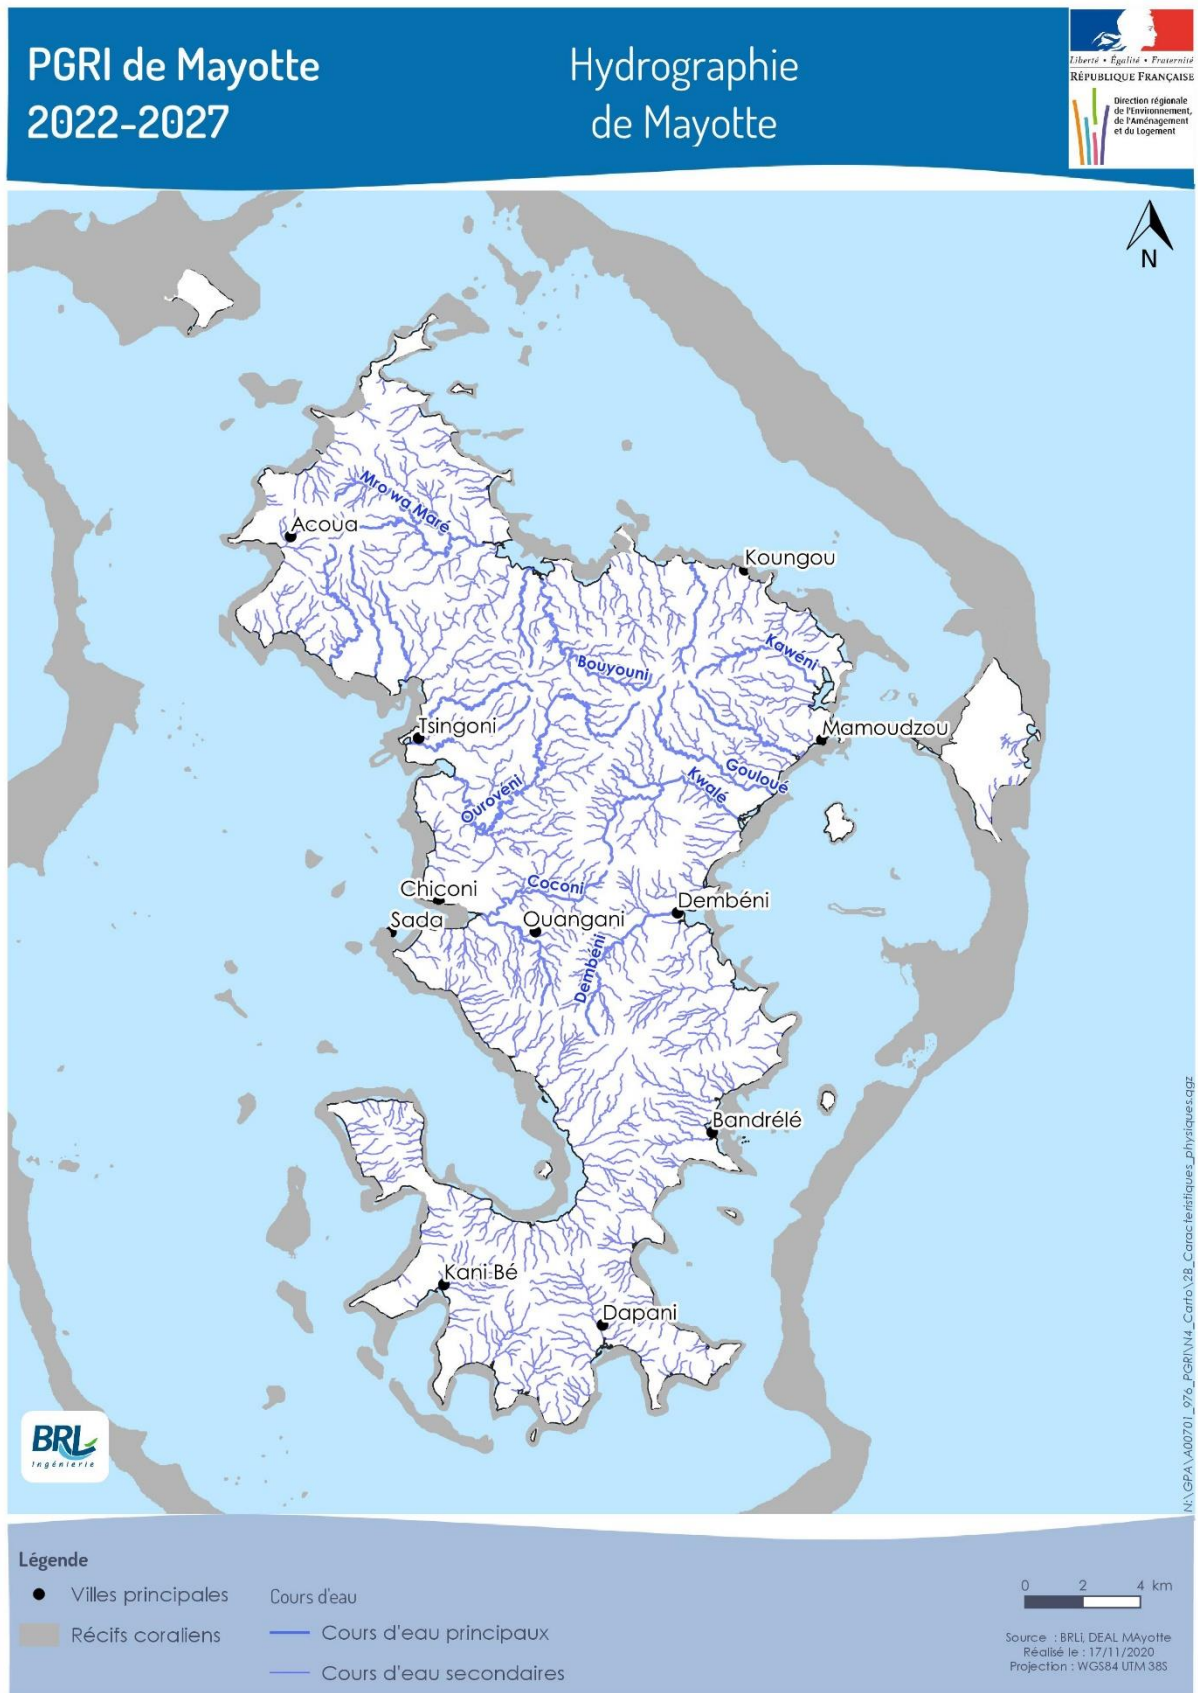 PGRI de Mayotte
2022-2027
Hydrographie
de Mayotte
Liberté • Égalité • Fraternité
RÉPUBLIQUE FRANÇAISE
Direction régionale
de l'Environnement,
de l'Aménagement
et du Logement
N
Mro wa Maré
Acoua
Koungou
Kawéni
Bouyouni
Tsingoni
Mamoudzou
Gouloué
Kwalé
Ourovéni
Coconi
Chiconi
Dembéni
Sada
Ouangani
Dembéni
Bandrélé
Kani Bé
Dapani
BRL
Ingénierie
N:\GPA\A00701_976_PGRI\N4_Carto\2B_Caracteristiques_physiques.qgz
Légende
Villes principales
Cours d'eau
Récifs coraliens
Cours d'eau principaux
Cours d'eau secondaires
0 2 4 km
Source : BRLi, DEAL MAyotte
Réalisé le : 17/11/2020
Projection : WGS84 UTM 38S